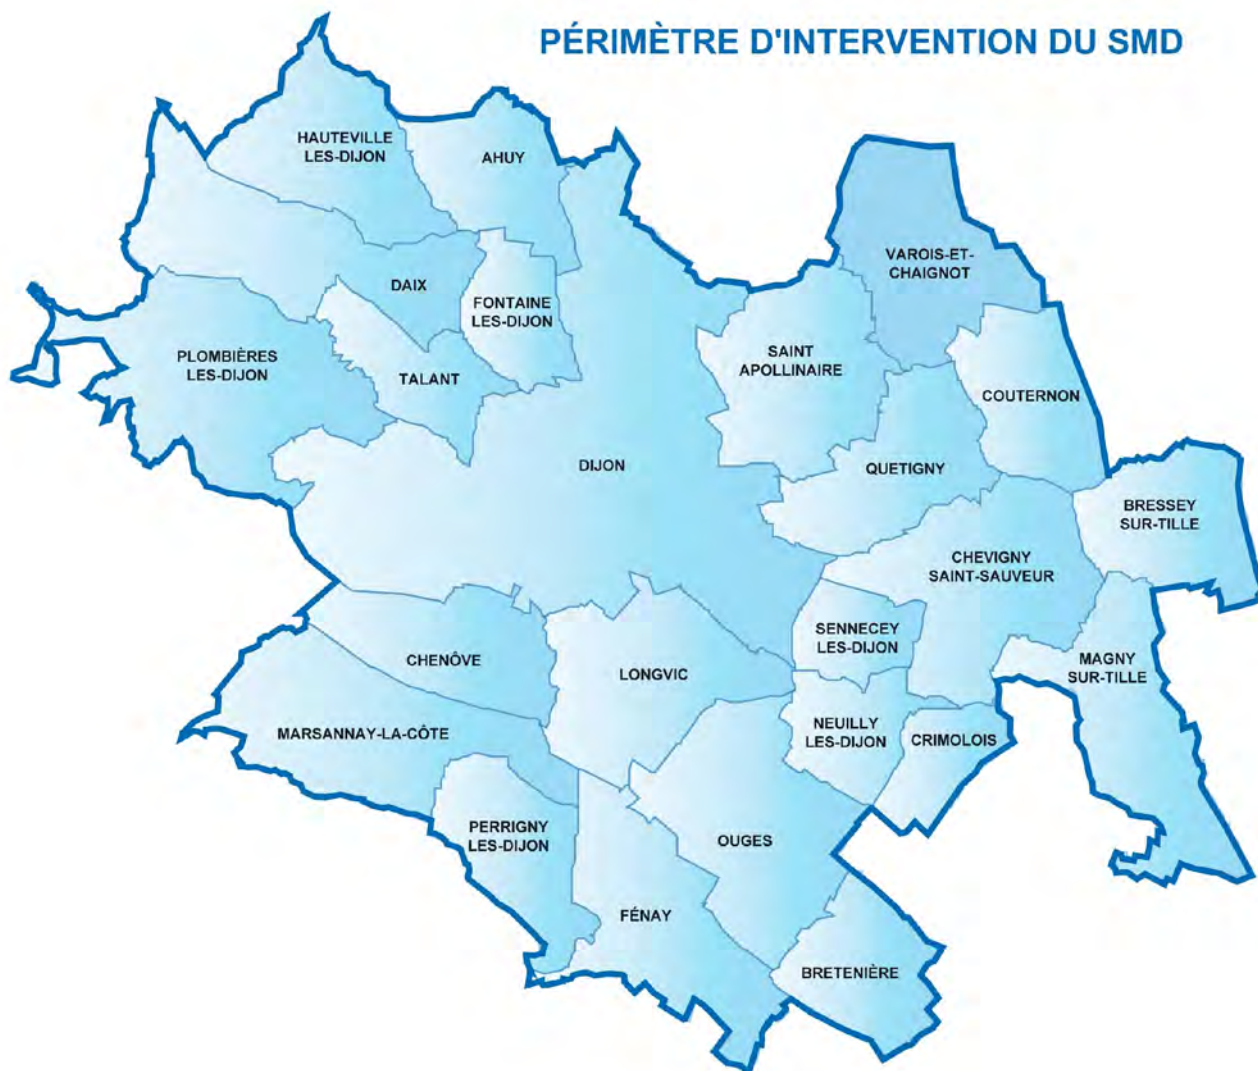 PÉRIMÈTRE D'INTERVENTION DU SMD
HAUTEVILLE
LES-DIJON
AHUY
VAROIS-ET-
CHAIGNOT
DAIX
FONTAINE
LES-DIJON
PLOMBIÈRES
LES-DIJON
TALANT
SAINT
APOLLINAIRE
COUTERNON
DIJON
QUETIGNY
BRESSEY
SUR-TILLE
CHEVIGNY
SAINT-SAUVEUR
SENNECEY
LES-DIJON
CHENÔVE
LONGVIC
MAGNY
SUR-TILLE
MARSANNAY-LA-CÔTE
NEUILLY
LES-DIJON
CRIMOLOIS
PERRIGNY
LES-DIJON
OUGES
FÉNAY
BRETENIÈRE